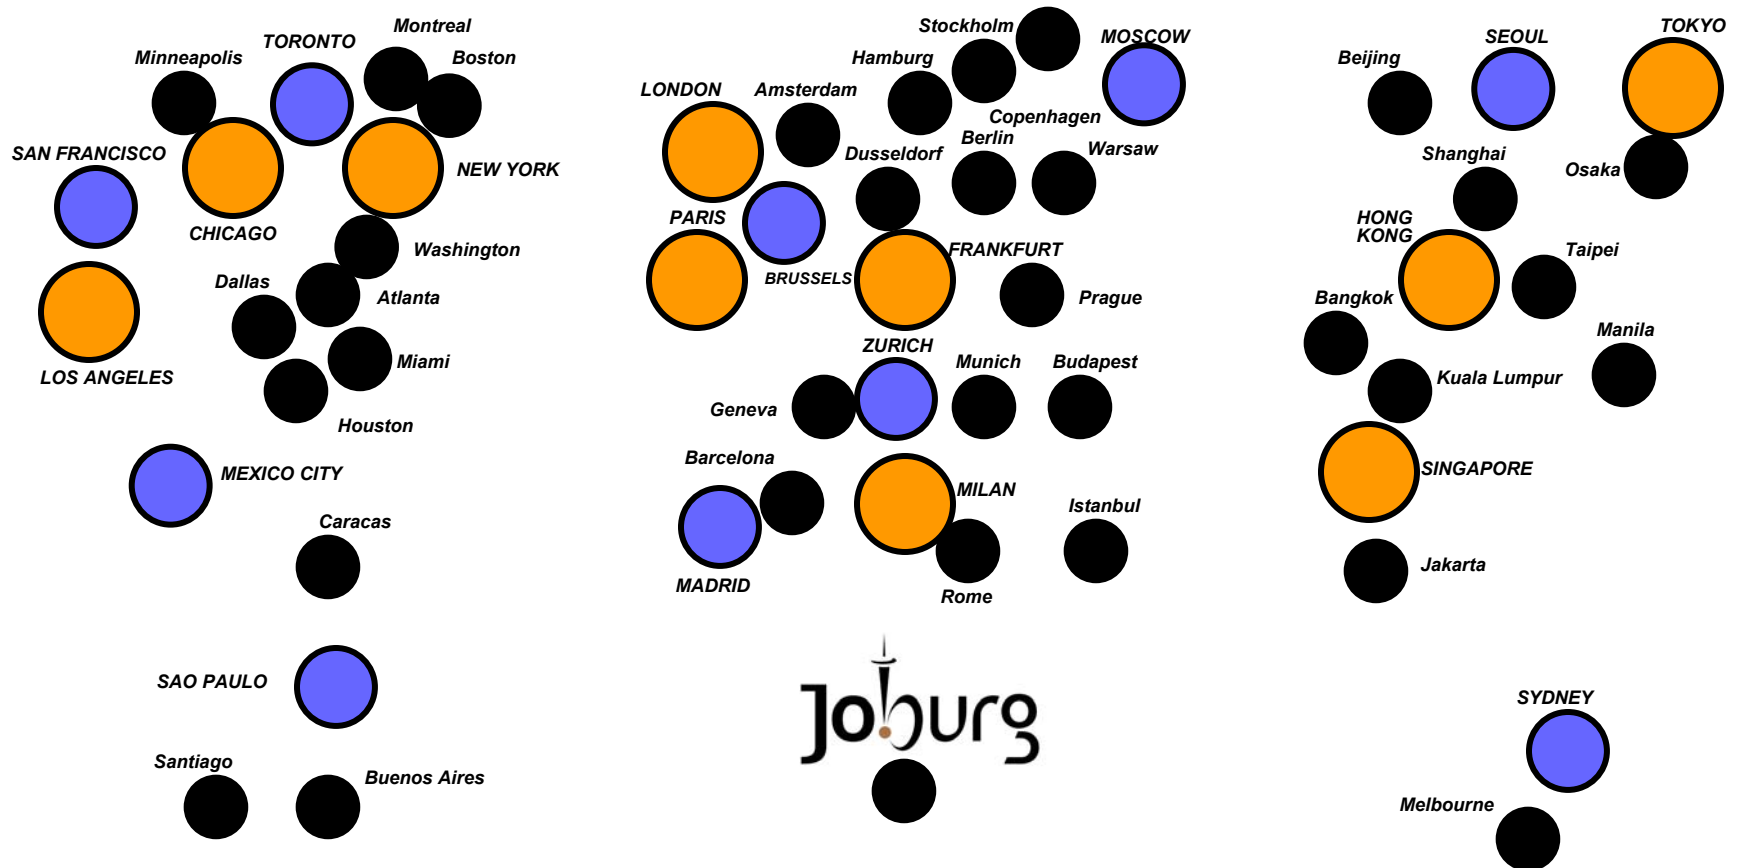 Montreal
TORONTO
Minneapolis
Boston
SAN FRANCISCO
NEW YORK
CHICAGO
Washington
Dallas
Atlanta
Miami
LOS ANGELES
Houston
MEXICO CITY
Caracas
SAO PAULO
Santiago
Buenos Aires
Stockholm
MOSCOW
Hamburg
LONDON
Amsterdam
Copenhagen
Berlin
Dusseldorf
Warsaw
PARIS
FRANKFURT
BRUSSELS
Prague
ZURICH
Munich
Budapest
Geneva
Barcelona
MILAN
Istanbul
MADRID
Rome
Joburg
TOKYO
SEOUL
Beijing
Shanghai
Osaka
HONG
KONG
Taipei
Bangkok
Manila
Kuala Lumpur
SINGAPORE
Jakarta
SYDNEY
Melbourne